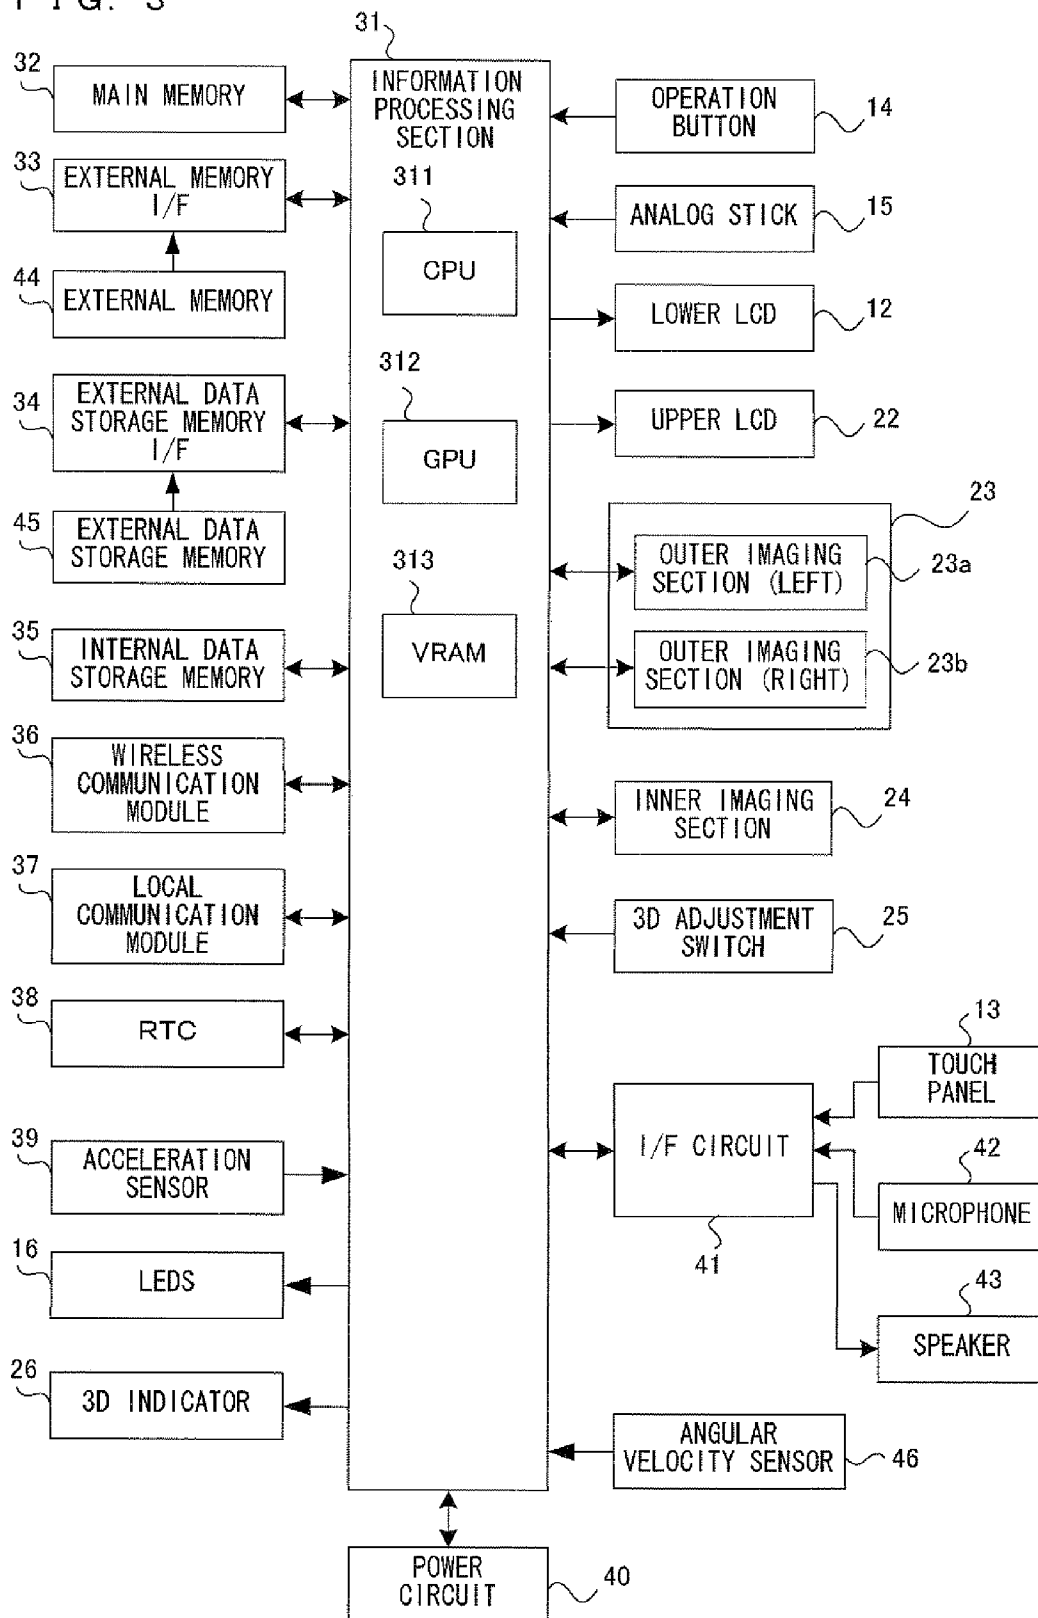 FIG. 3
31
32
MAIN MEMORY
33
EXTERNAL MEMORY
I/F
44
EXTERNAL MEMORY
34
EXTERNAL DATA
STORAGE MEMORY
I/F
45
EXTERNAL DATA
STORAGE MEMORY
35
INTERNAL DATA
STORAGE MEMORY
36
WIRELESS
COMMUNICATION
MODULE
37
LOCAL
COMMUNICATION
MODULE
38
RTC
39
ACCELERATION
SENSOR
16
LEDS
26
3D INDICATOR
INFORMATION
PROCESSING
SECTION
311
CPU
312
GPU
313
VRAM
OPERATION
BUTTON
14
ANALOG STICK
15
LOWER LCD
12
UPPER LCD
22
23
OUTER IMAGING
SECTION (LEFT)
23a
OUTER IMAGING
SECTION (RIGHT)
23b
INNER IMAGING
SECTION
24
3D ADJUSTMENT
SWITCH
25
13
TOUCH
PANEL
I/F CIRCUIT
41
42
MICROPHONE
43
SPEAKER
ANGULAR
VELOCITY SENSOR
46
POWER
CIRCUIT
40